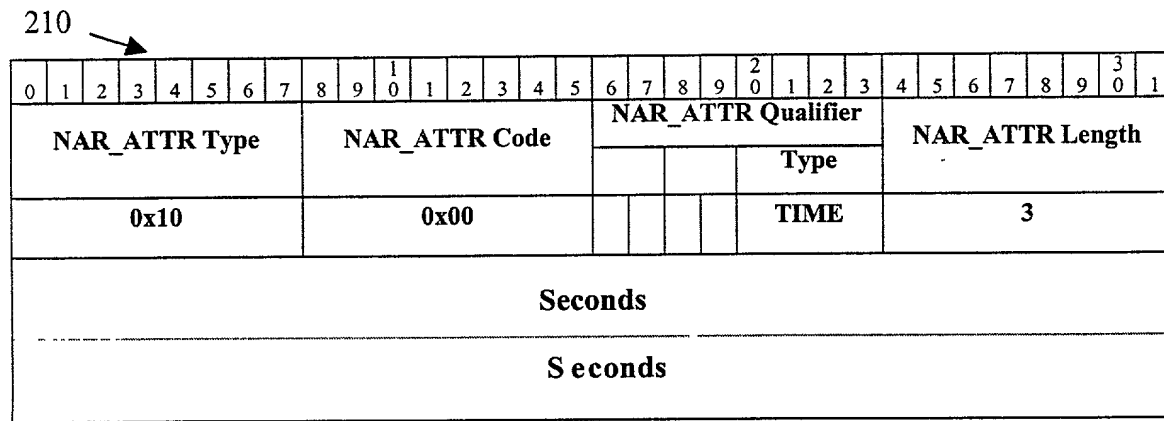 210
1 2 3
0 1 2 3 4 5 6 7 8 9 0 1 2 3 4 5 6 7 8 9 0 1 2 3 4 5 6 7 8 9 0 1
NAR_ATTR Type NAR_ATTR Code NAR_ATTR Qualifier NAR_ATTR Length
Type
0x10 0x00 TIME 3
Seconds
S econds